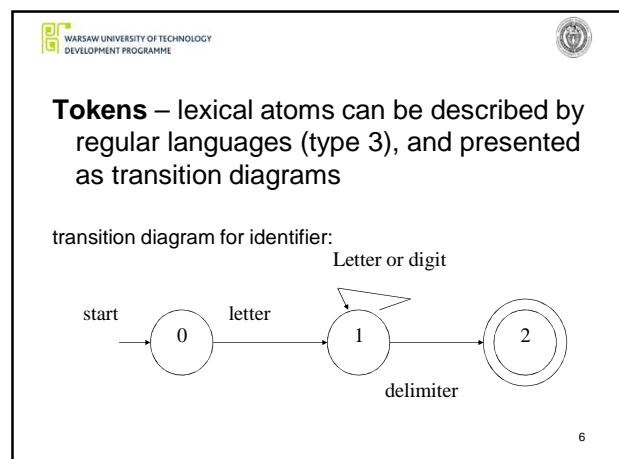 WARSAW UNIVERSITY OF TECHNOLOGY
DEVELOPMENT PROGRAMME
Tokens – lexical atoms can be described by
regular languages (type 3), and presented
as transition diagrams
transition diagram for identifier:
Letter or digit
start
letter
0
1
2
delimiter
6